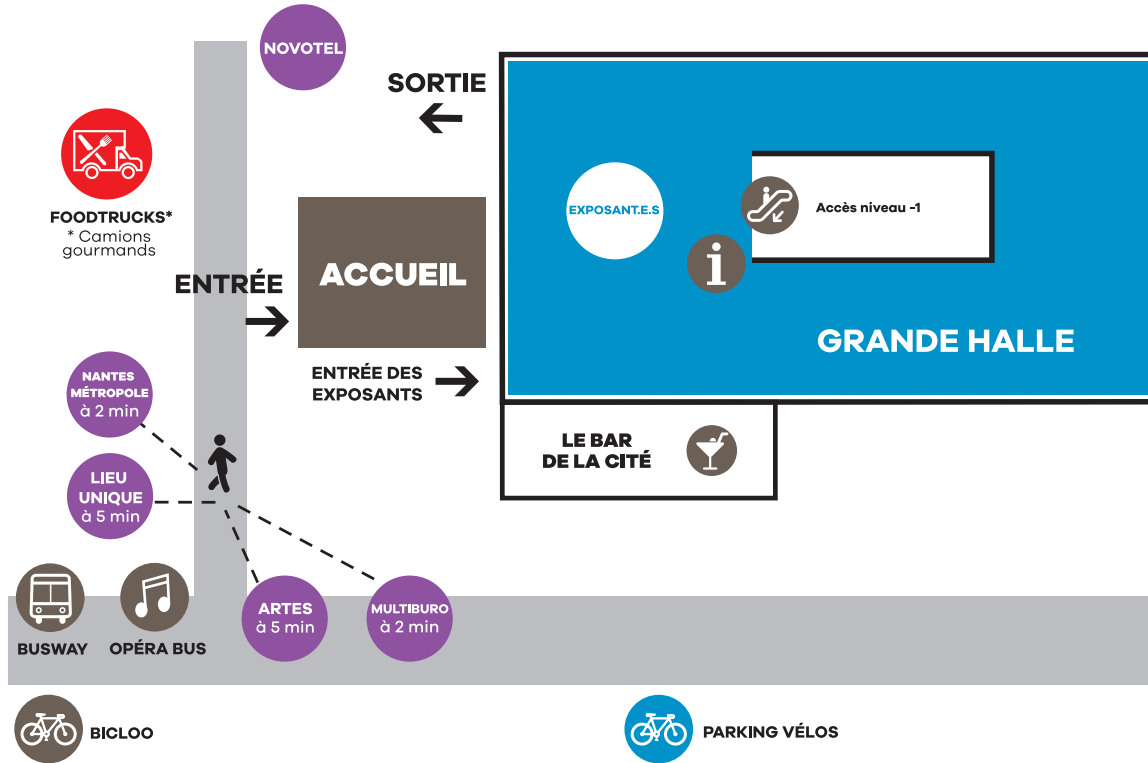 NOVOTEL
SORTIE
FOODTRUCKS*
* Camions
gourmands
EXPOSANT.E.S
Accès niveau -1
i
ENTRÉE
ACCUEIL
GRANDE HALLE
ENTRÉE DES
EXPOSANTS
NANTES
MÉTROPOLE
à 2 min
LE BAR
DE LA CITÉ
LIEU
UNIQUE
à 5 min
ARTES
à 5 min
MULTIBURO
à 2 min
BUSWAY
OPÉRA BUS
BICLOO
PARKING VÉLOS